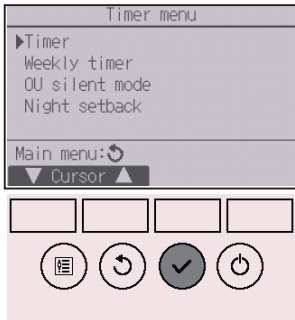 Timer menu
▶Timer
Weekly timer
OU silent mode
Night setback
Main menu:↺
▼ Cursor ▲